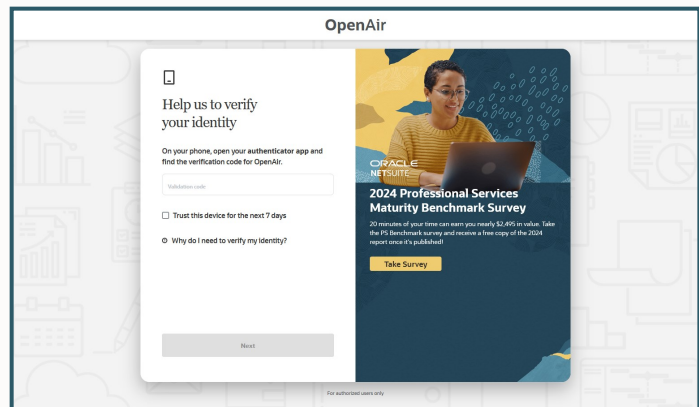 OpenAir
Help us to verify
your identity
On your phone, open your authenticator app and
find the verification code for OpenAir.
Validation code
Trust this device for the next 7 days
Why do I need to verify my identity?
Next
ORACLE
NETSUITE
2024 Professional Services
Maturity Benchmark Survey
20 minutes of your time can earn you nearly $2,495 in value. Take
the PS Benchmark survey and receive a free copy of the 2024
report once it's published!
Take Survey
For authorized users only